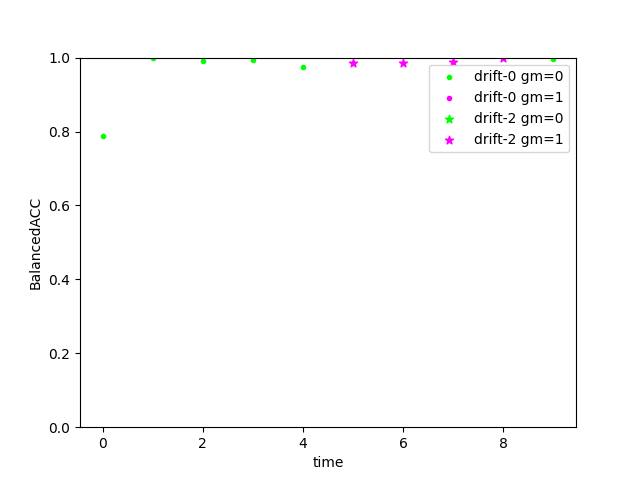 1.0
0.8
0.6
0.4
0.2
0.0
BalancedACC
0 2 4 6 8
time
drift-0 gm=0
drift-0 gm=1
drift-2 gm=0
drift-2 gm=1